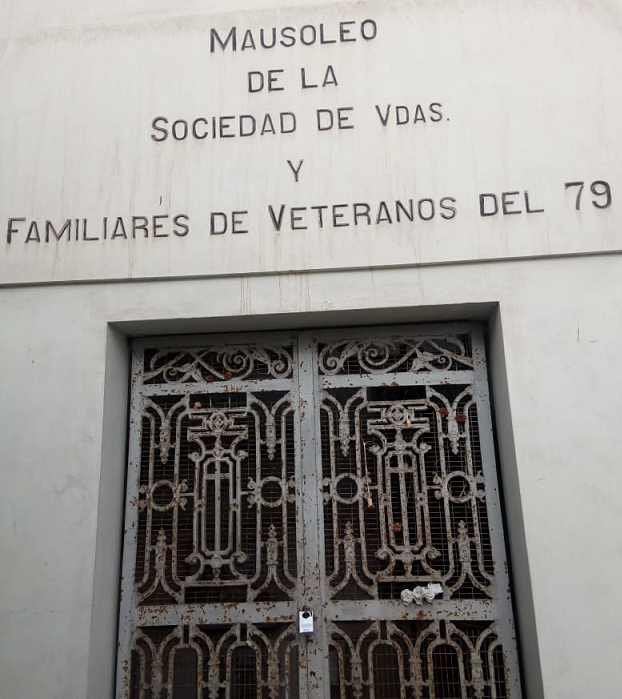 MAUSOLEO
DE LA
SOCIEDAD DE VDAS.
Y
FAMILIARES DE VETERANOS DEL 79